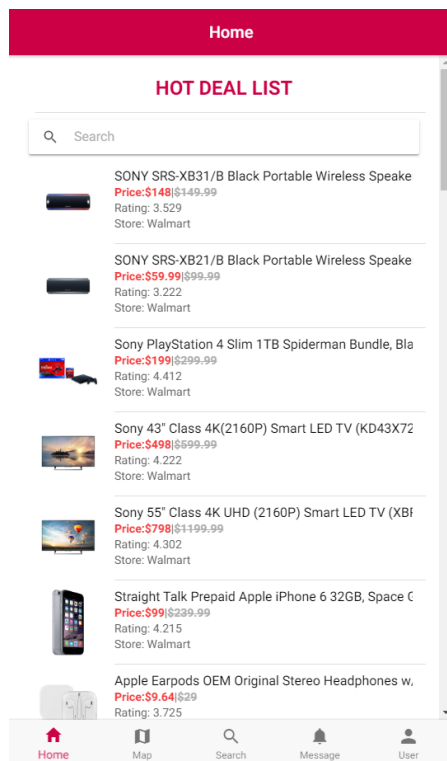 Home
HOT DEAL LIST
Search
SONY SRS-XB31/B Black Portable Wireless Speake
Price:$148|$149.99
Rating: 3.529
Store: Walmart
SONY SRS-XB21/B Black Portable Wireless Speake
Price:$59.99|$99.99
Rating: 3.222
Store: Walmart
Sony PlayStation 4 Slim 1TB Spiderman Bundle, Bla
Price:$199|$299.99
Rating: 4.412
Store: Walmart
Sony 43" Class 4K(2160P) Smart LED TV (KD43X72
Price:$498|$599.99
Rating: 4.222
Store: Walmart
Sony 55" Class 4K UHD (2160P) Smart LED TV (XBF
Price:$798|$1199.99
Rating: 4.302
Store: Walmart
Straight Talk Prepaid Apple iPhone 6 32GB, Space G
Price:$99|$239.99
Rating: 4.215
Store: Walmart
Apple Earpods OEM Original Stereo Headphones w,
Price:$9.64|$29
Rating: 3.725
Home Map Search Message User